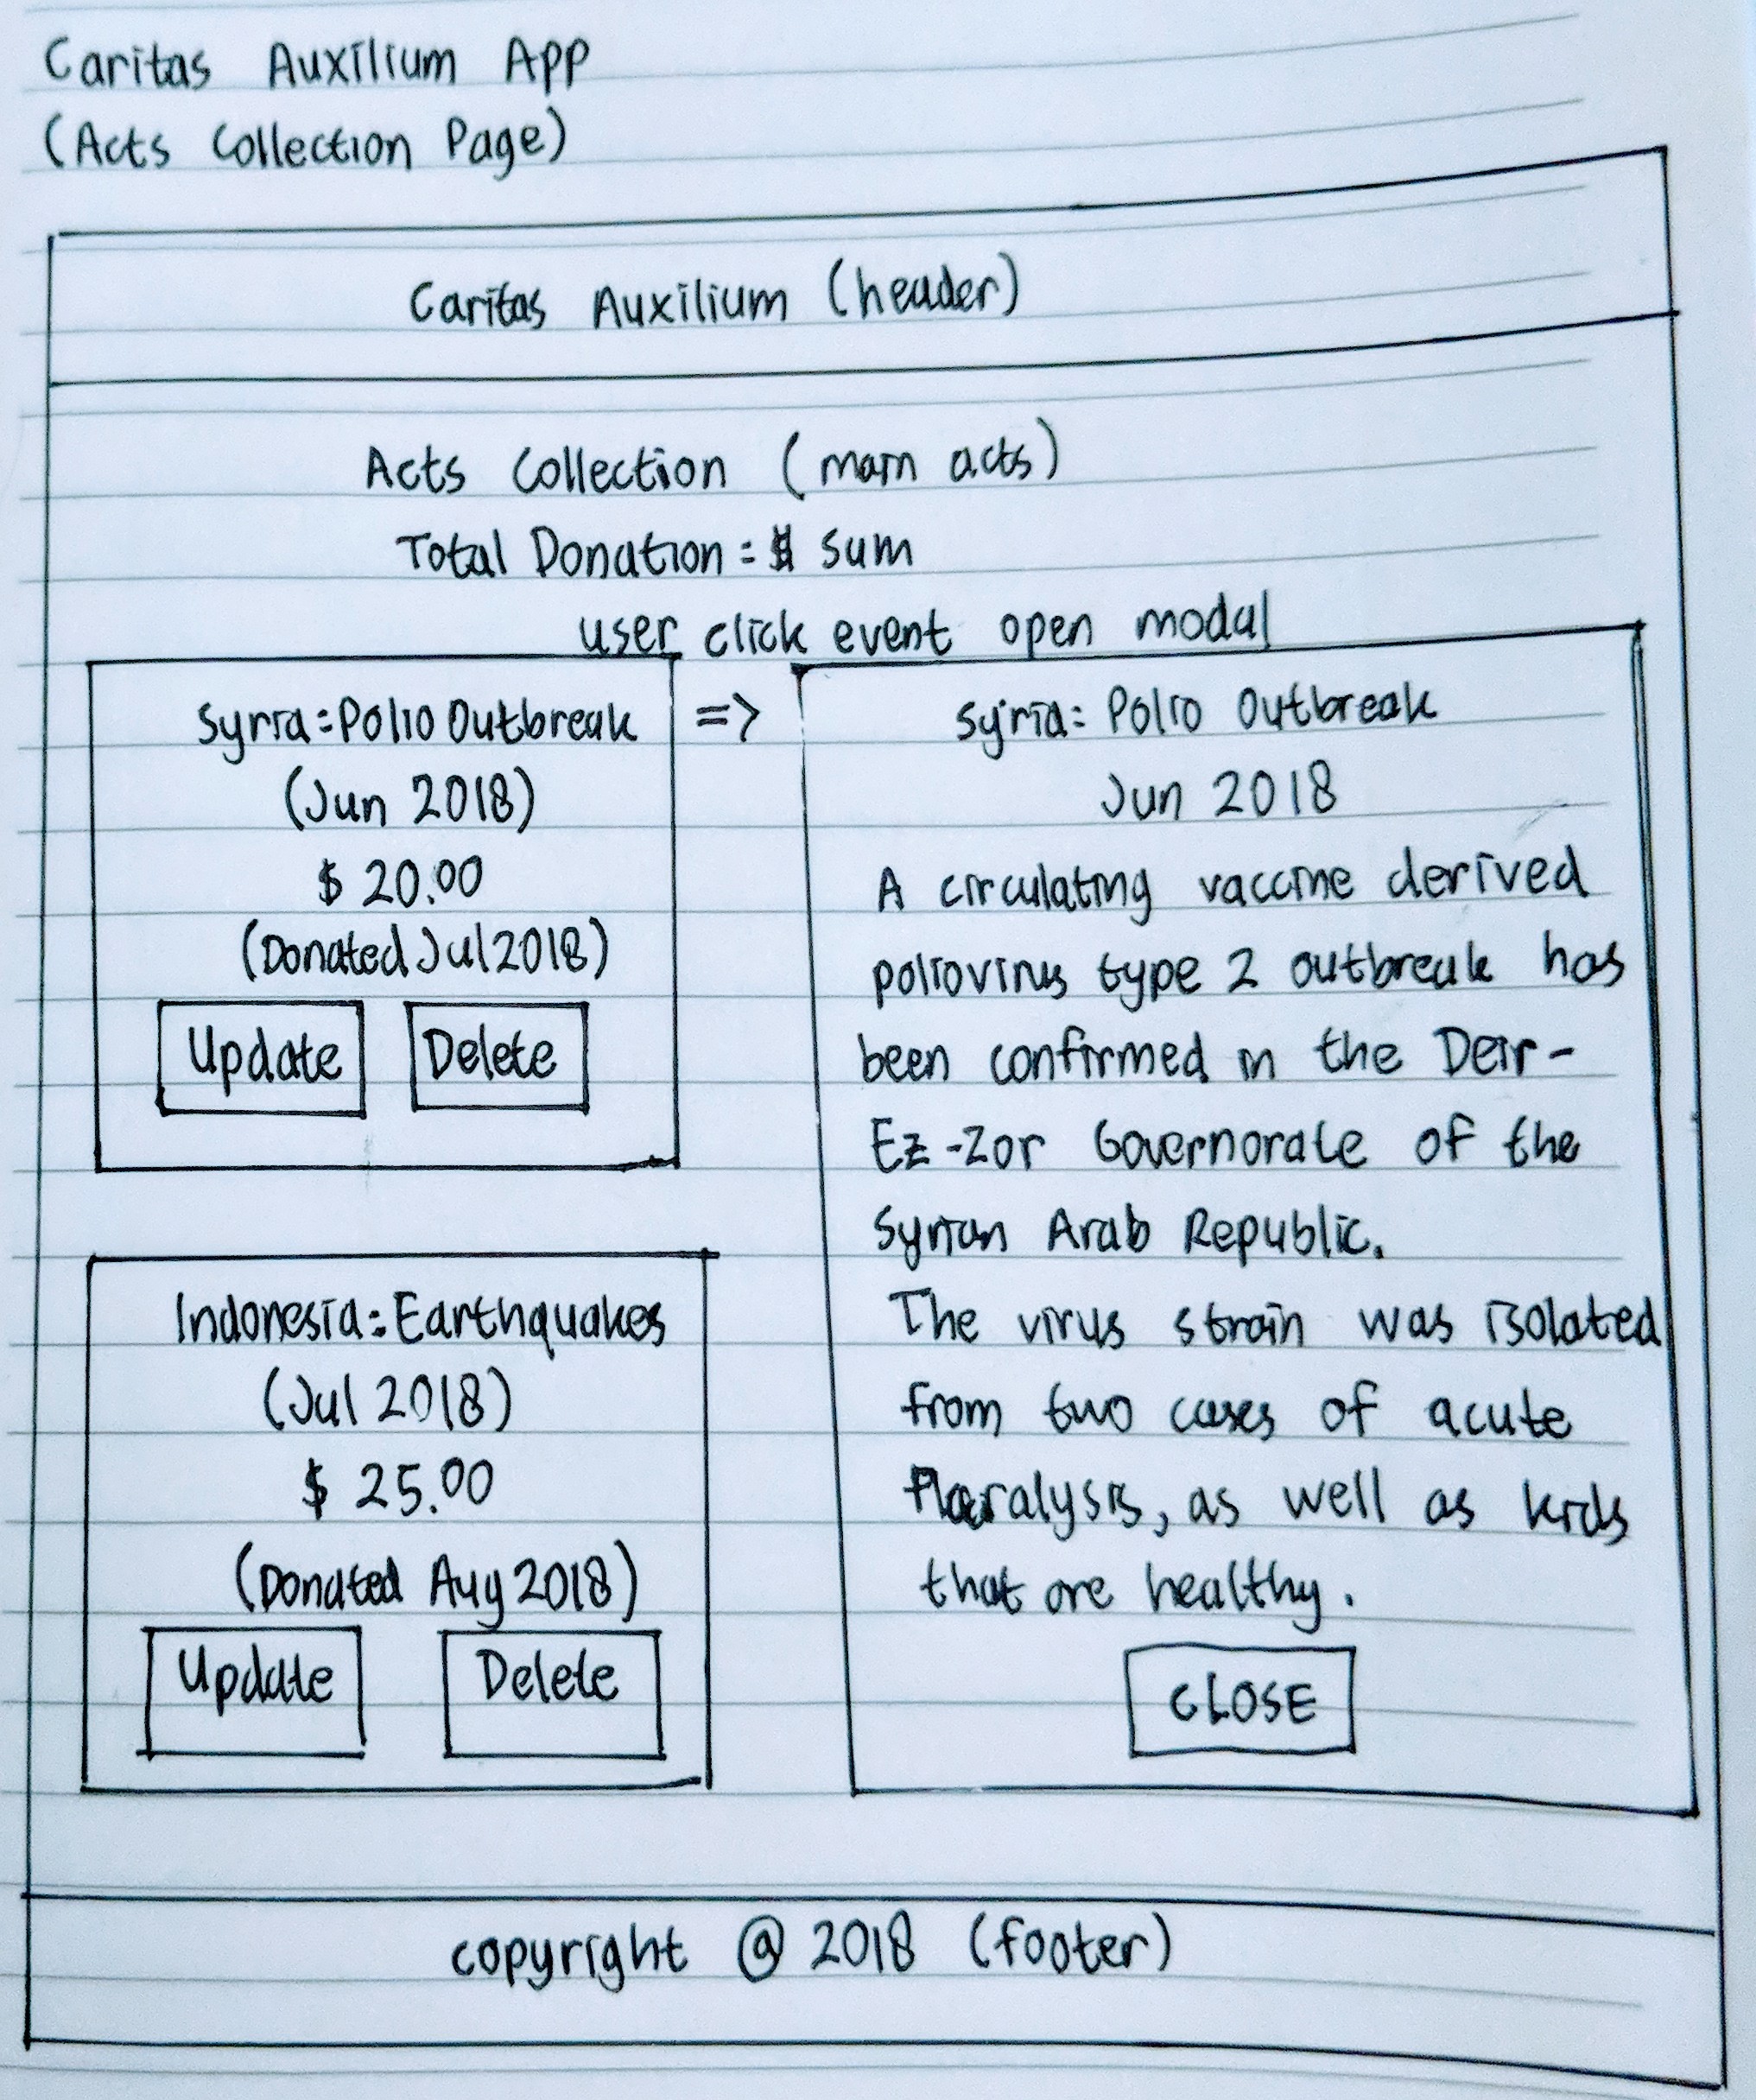 Caritas Auxilium App
(Acts Collection Page)
Caritas Auxilium (header)
Acts Collection (main acts)
Total Donation = $ sum
user click event open modal
Syria: Polio Outbreak
(Jun 2018)
$ 20.00
(Donated Jul 2018)
Update Delete
=>
Syria: Polio Outbreak
Jun 2018
A circulating vaccine derived
poliovirus type 2 outbreak has
been confirmed in the Deir-
Ez-Zor Governorate of the
Syrian Arab Republic.
The virus strain was isolated
from two cases of acute
Paralysis, as well as kids
that are healthy.
CLOSE
Indonesia: Earthquakes
(Jul 2018)
$ 25.00
(Donated Aug 2018)
Update Delete
copyright @ 2018 (footer)